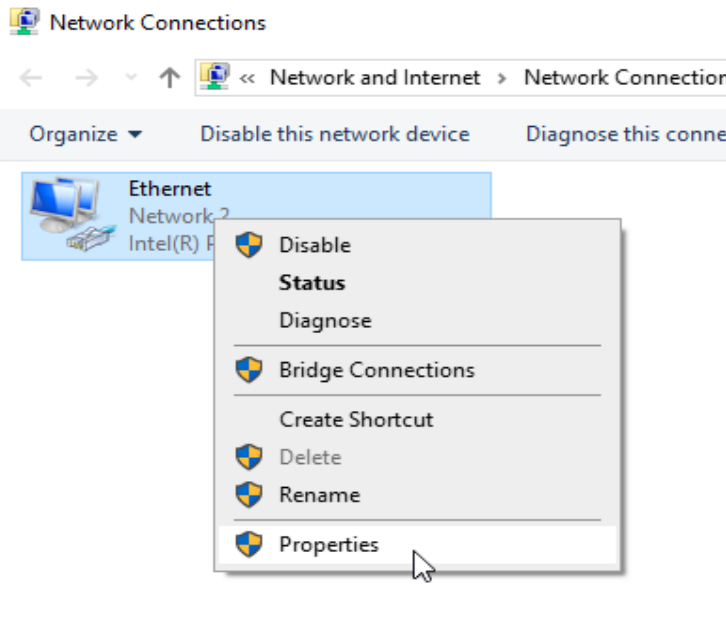 Network Connections
« Network and Internet > Network Connection
Organize Disable this network device Diagnose this conne
Ethernet
Network 2
Intel(R) P
Disable
Status
Diagnose
Bridge Connections
Create Shortcut
Delete
Rename
Properties